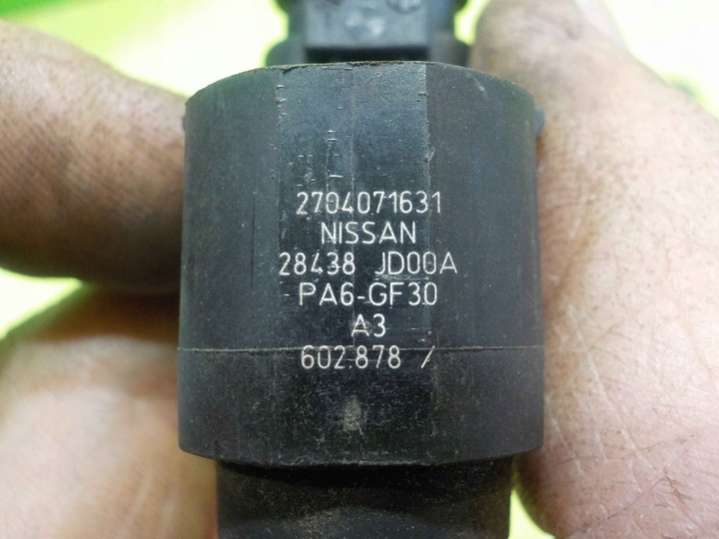 2704071631
NISSAN
28438 JD00A
PA6-GF30
A3
602.878 /